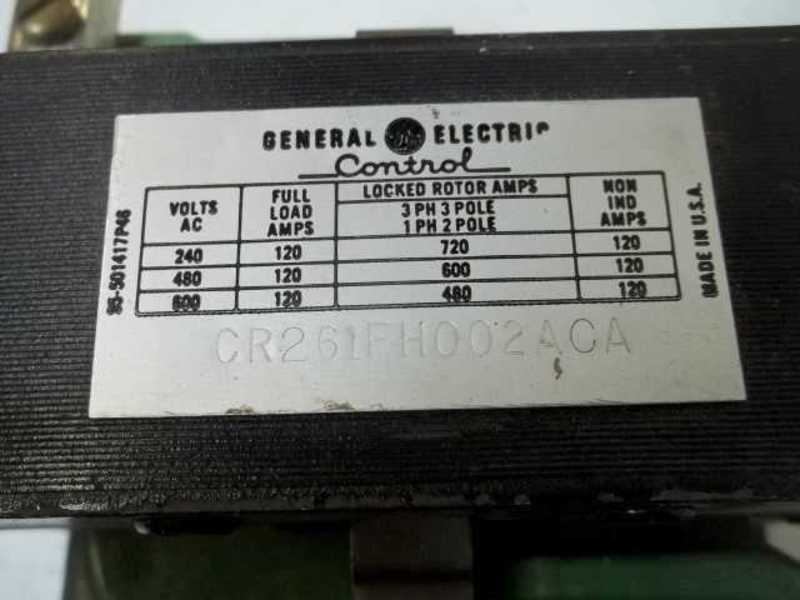 GENERAL ELECTRIC
Control
VOLTS AC FULL LOAD AMPS LOCKED ROTOR AMPS 3 PH 3 POLE 1 PH 2 POLE NON IND AMPS
240 120 720 120
480 120 600 120
600 120 480 120
CR261FH002ACA
55-501417P46
MADE IN U.S.A.